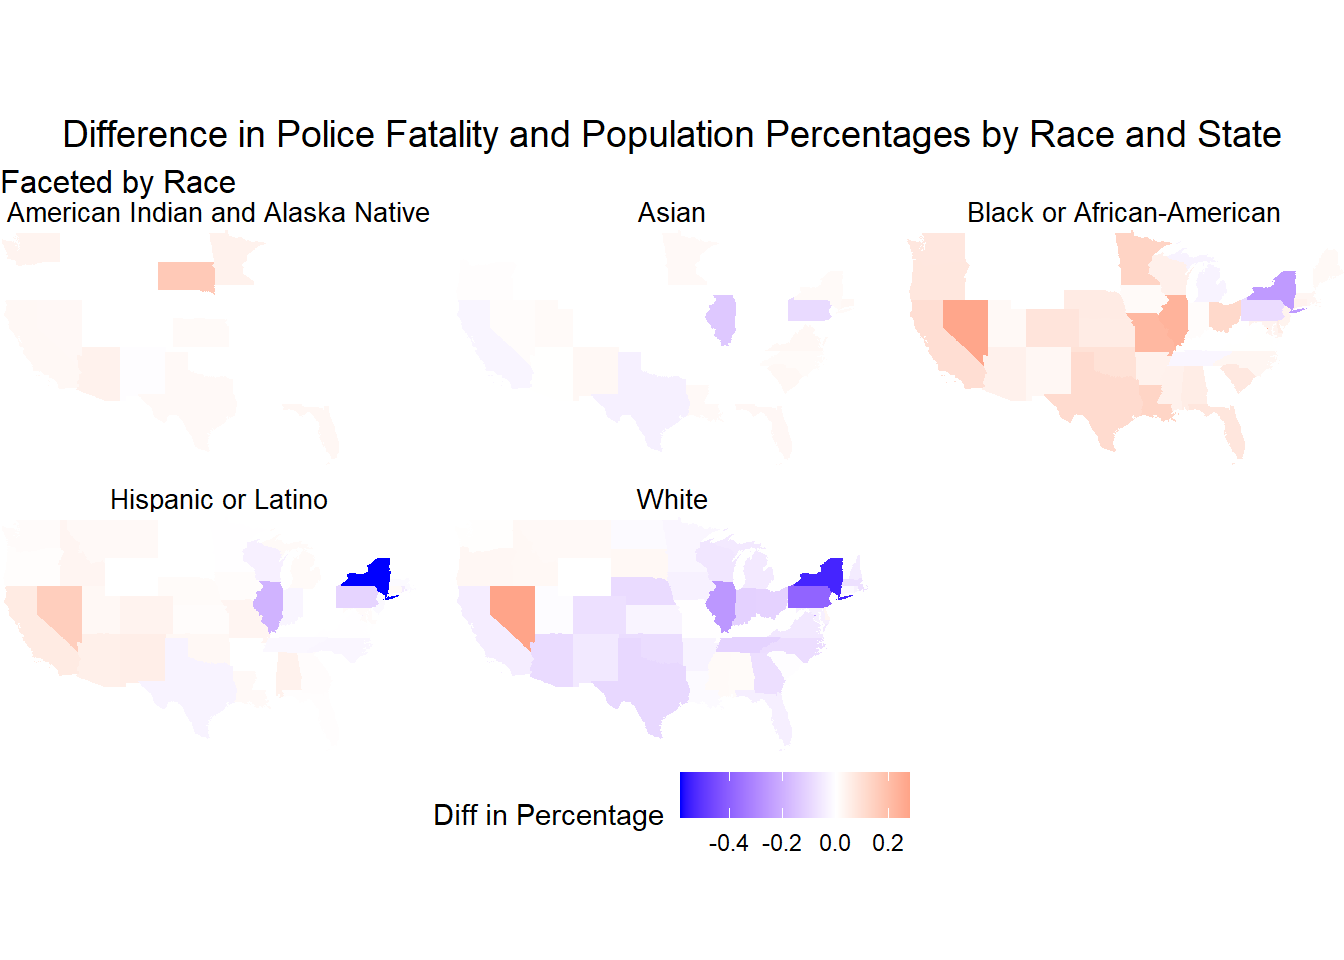 Difference in Police Fatality and Population Percentages by Race and State
Faceted by Race
American Indian and Alaska Native
Asian
Black or African-American
Hispanic or Latino
White
Diff in Percentage
-0.4 -0.2 0.0 0.2